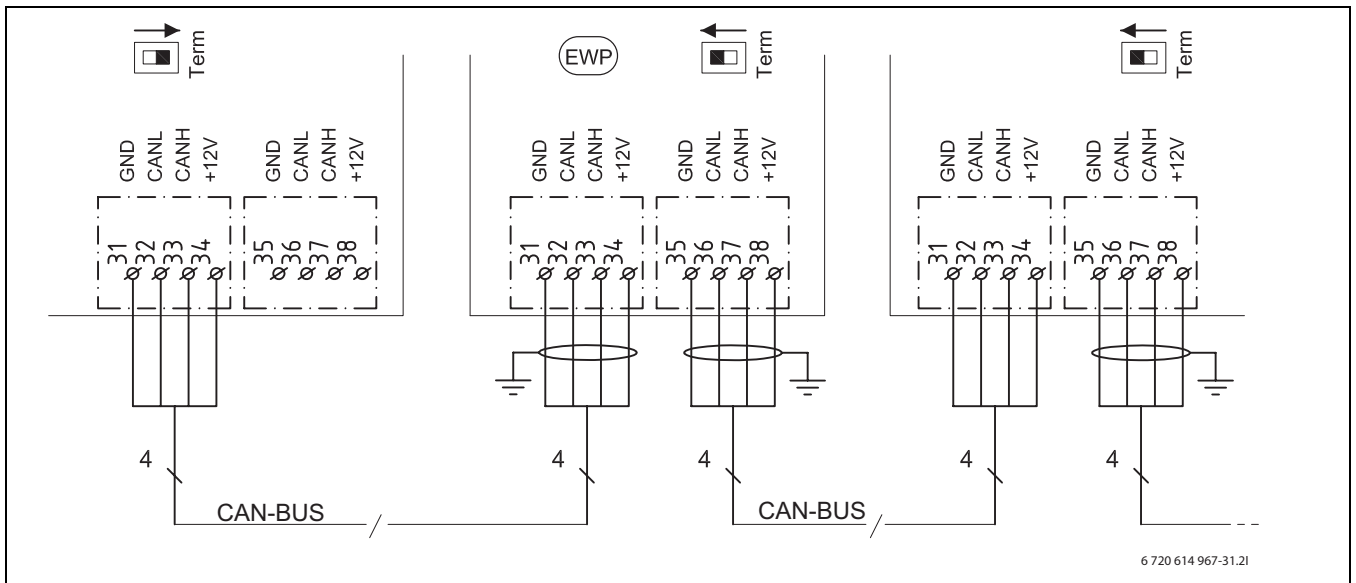 Term EWP Term Term
GND CANL CANH +12V GND CANL CANH +12V GND CANL CANH +12V GND CANL CANH +12V GND CANL CANH +12V GND CANL CANH +12V
31 32 33 34 35 36 37 38 31 32 33 34 35 36 37 38 31 32 33 34 35 36 37 38
4 4 4 4 4
CAN-BUS CAN-BUS
6 720 614 967-31.2I